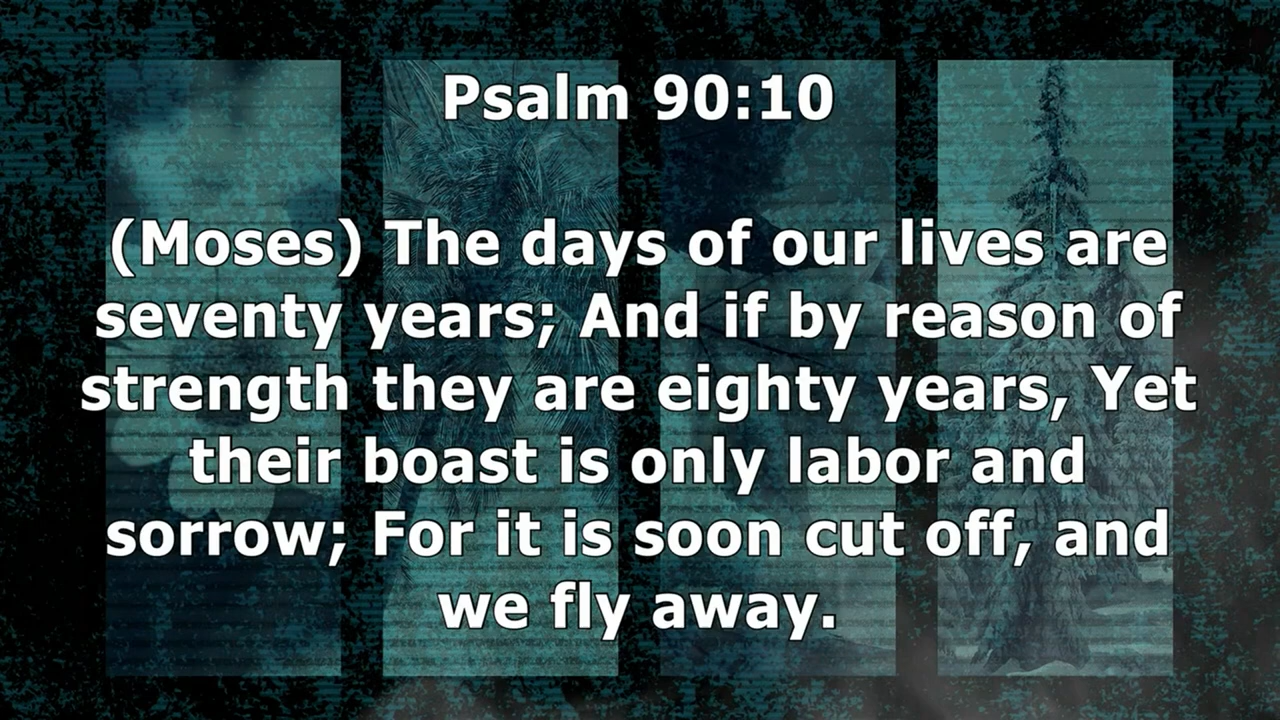 Psalm 90:10
(Moses) The days of our lives are
seventy years; And if by reason of
strength they are eighty years, Yet
their boast is only labor and
sorrow; For it is soon cut off, and
we fly away.